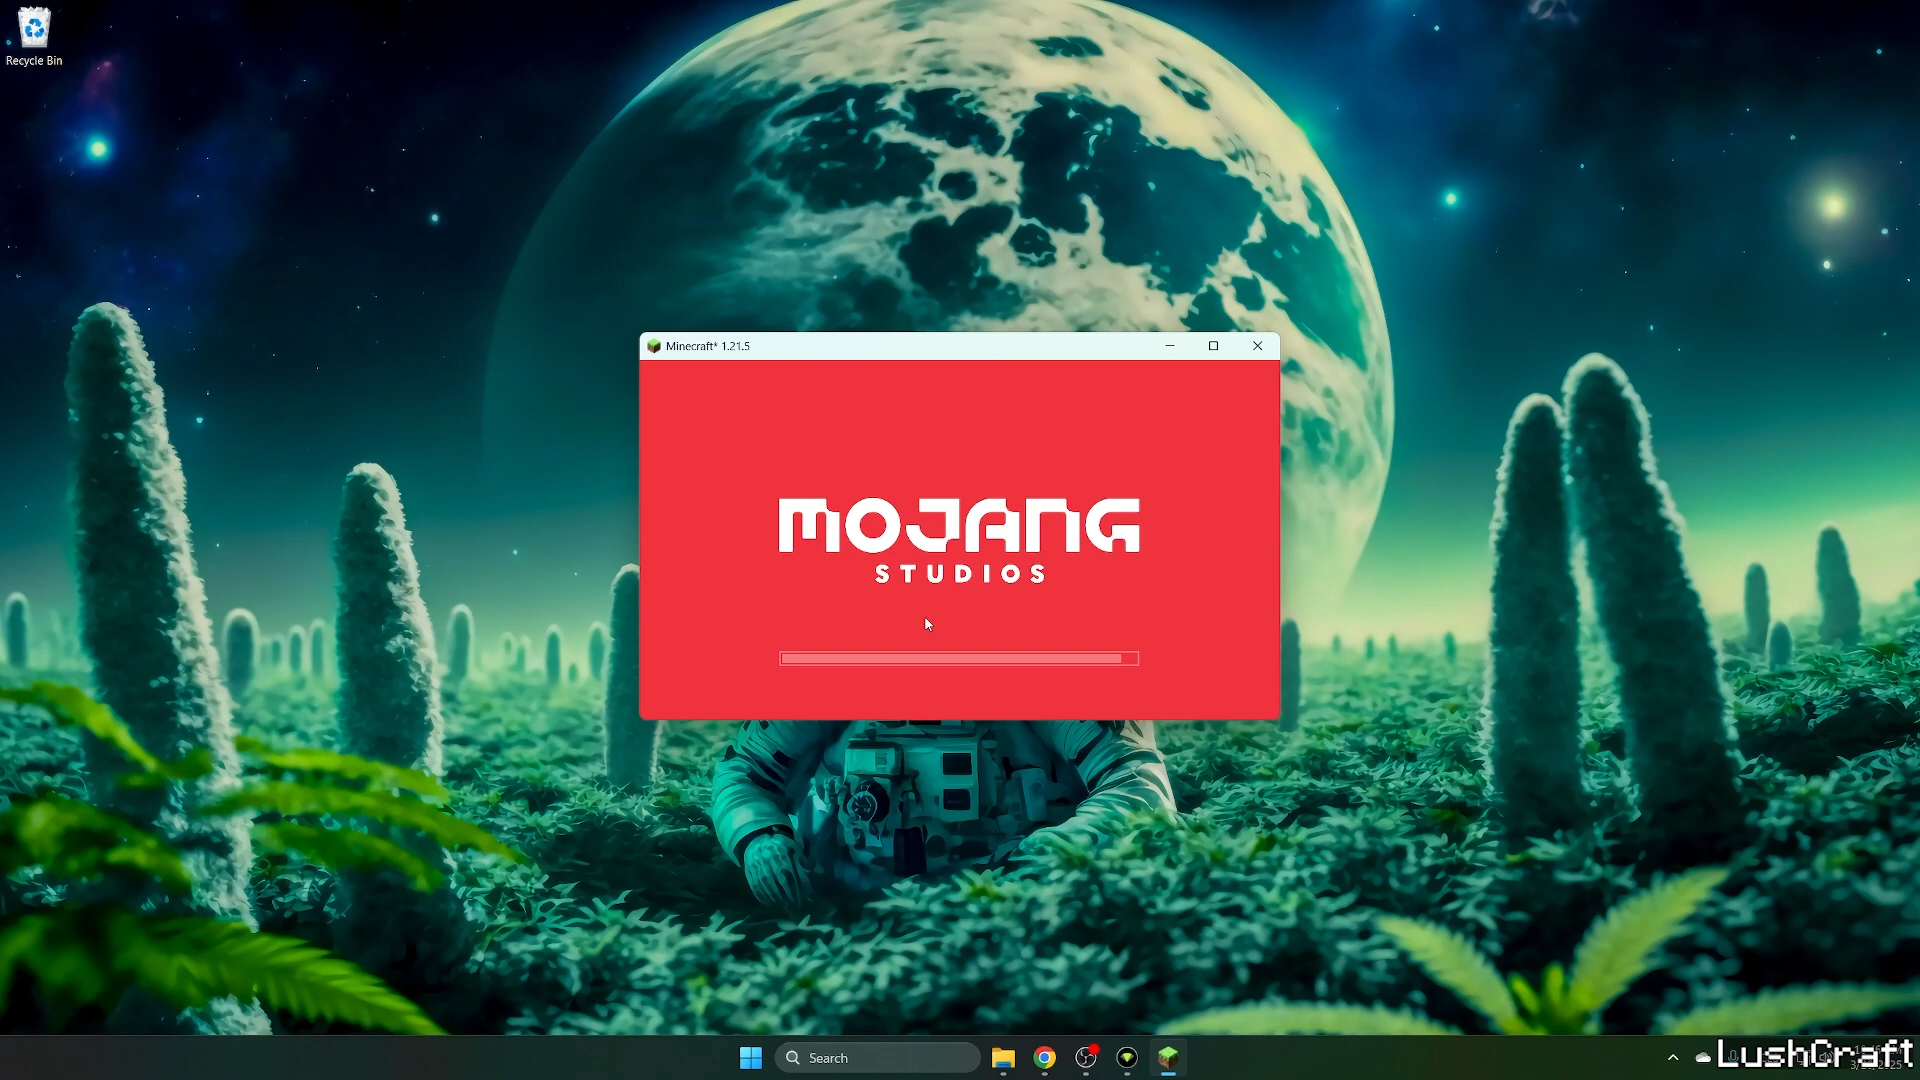 Recycle Bin
Minecraft* 1.21.5
MOJANG
STUDIOS
Search
LushCraft